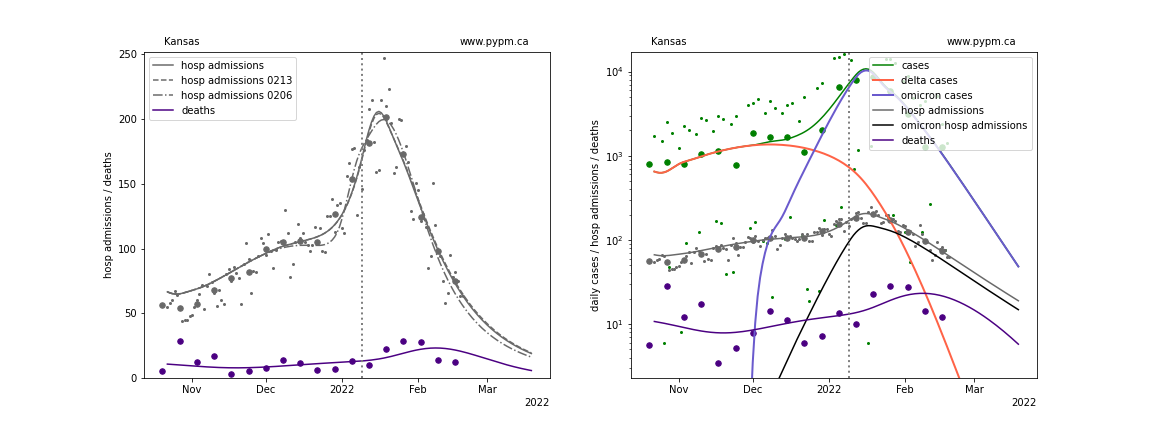 Kansas www.pypm.ca
hosp admissions
hosp admissions 0213
hosp admissions 0206
deaths
hosp admissions / deaths
250
200
150
100
50
0
Nov Dec 2022 Feb Mar
2022
Kansas www.pypm.ca
cases
delta cases
omicron cases
hosp admissions
omicron hosp admissions
deaths
daily cases / hosp admissions / deaths
10⁴
10³
10²
10¹
Nov Dec 2022 Feb Mar
2022